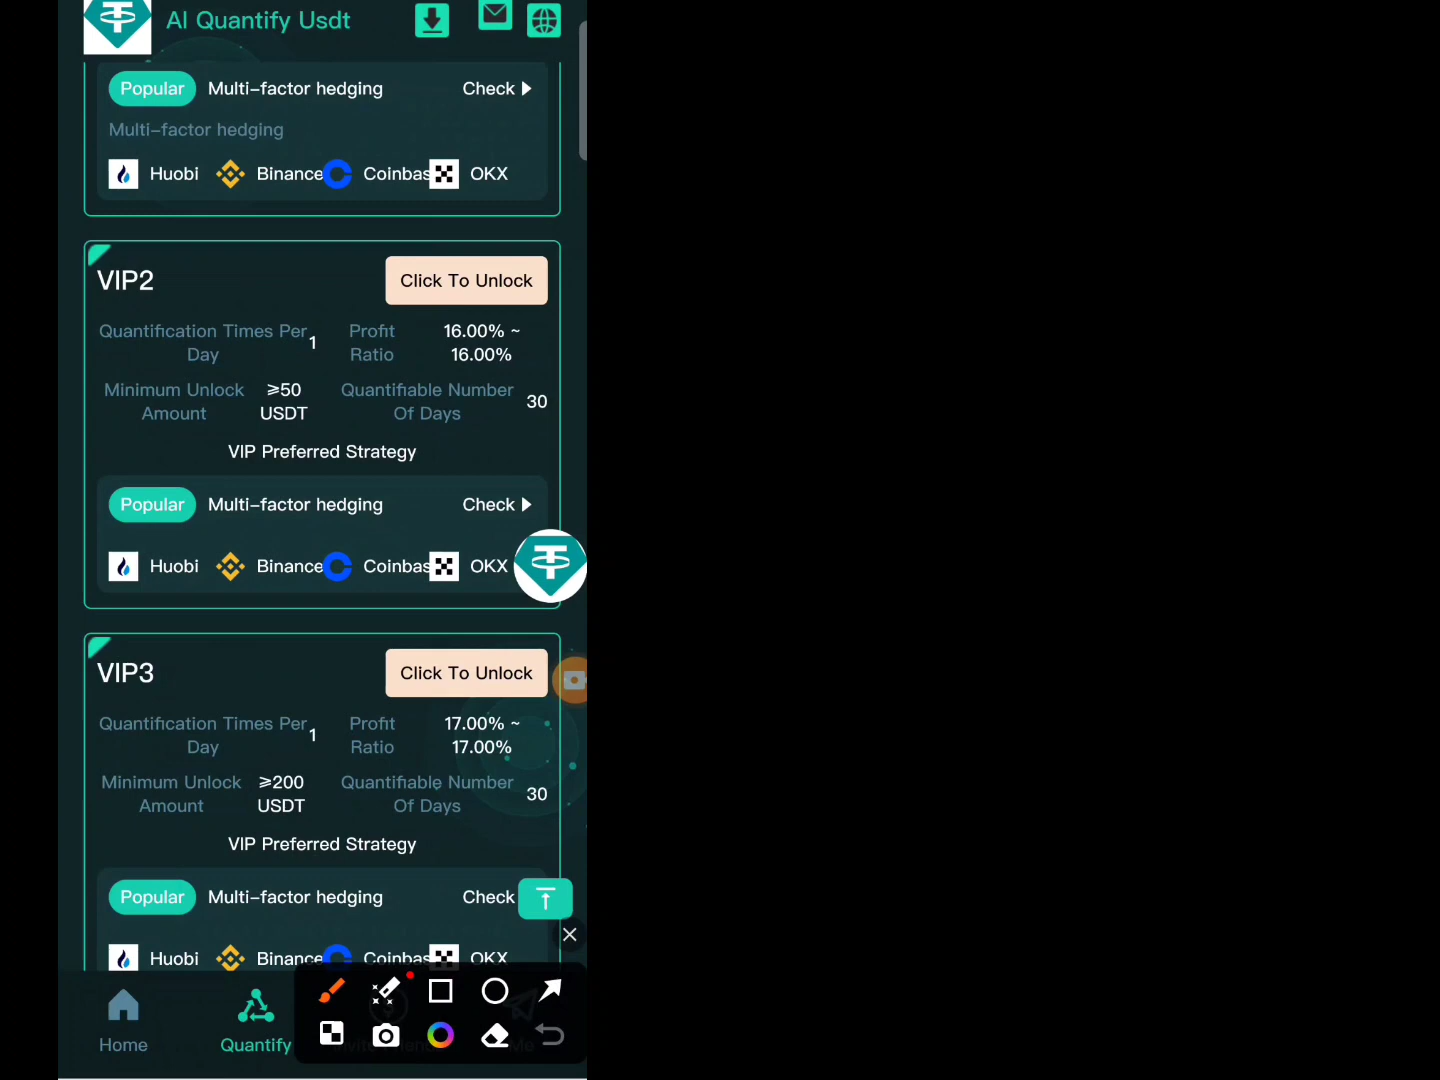 AI Quantify Usdt
Popular Multi-factor hedging Check
Multi-factor hedging
Huobi Binance Coinbas OKX
VIP2 Click To Unlock
Quantification Times Per Day 1 Profit Ratio 16.00% ~ 16.00%
Minimum Unlock Amount ≥50 USDT Quantifiable Number Of Days 30
VIP Preferred Strategy
Popular Multi-factor hedging Check
Huobi Binance Coinbas OKX
VIP3 Click To Unlock
Quantification Times Per Day 1 Profit Ratio 17.00% ~ 17.00%
Minimum Unlock Amount ≥200 USDT Quantifiable Number Of Days 30
VIP Preferred Strategy
Popular Multi-factor hedging Check
Huobi Binance Coinbas OKX
Home Quantify Me